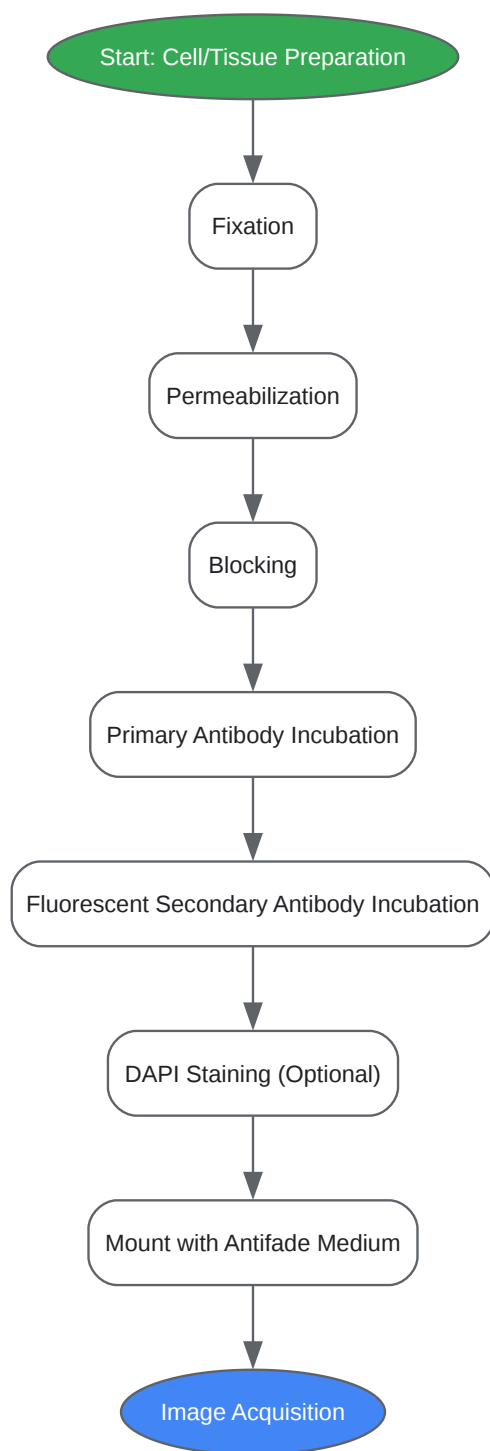 Start: Cell/Tissue Preparation
Fixation
Permeabilization
Blocking
Primary Antibody Incubation
Fluorescent Secondary Antibody Incubation
DAPI Staining (Optional)
Mount with Antifade Medium
Image Acquisition